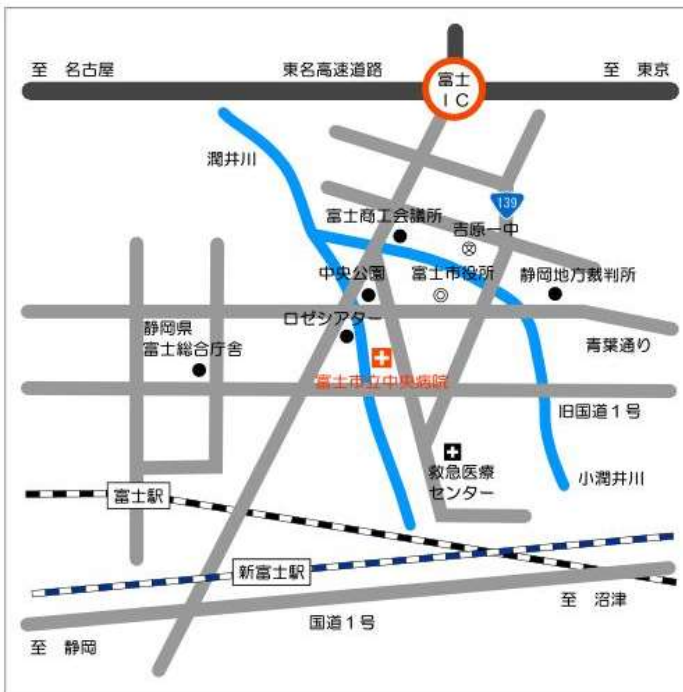 至 名古屋
東名高速道路
富士
IC
至 東京
潤井川
139
富士商工会議所
吉原一中
中央公園
富士市役所
静岡地方裁判所
ロゼシアター
静岡県
富士総合庁舎
青葉通り
富士市立中央病院
旧国道1号
救急医療
センター
小潤井川
富士駅
新富士駅
至 沼津
国道1号
至 静岡